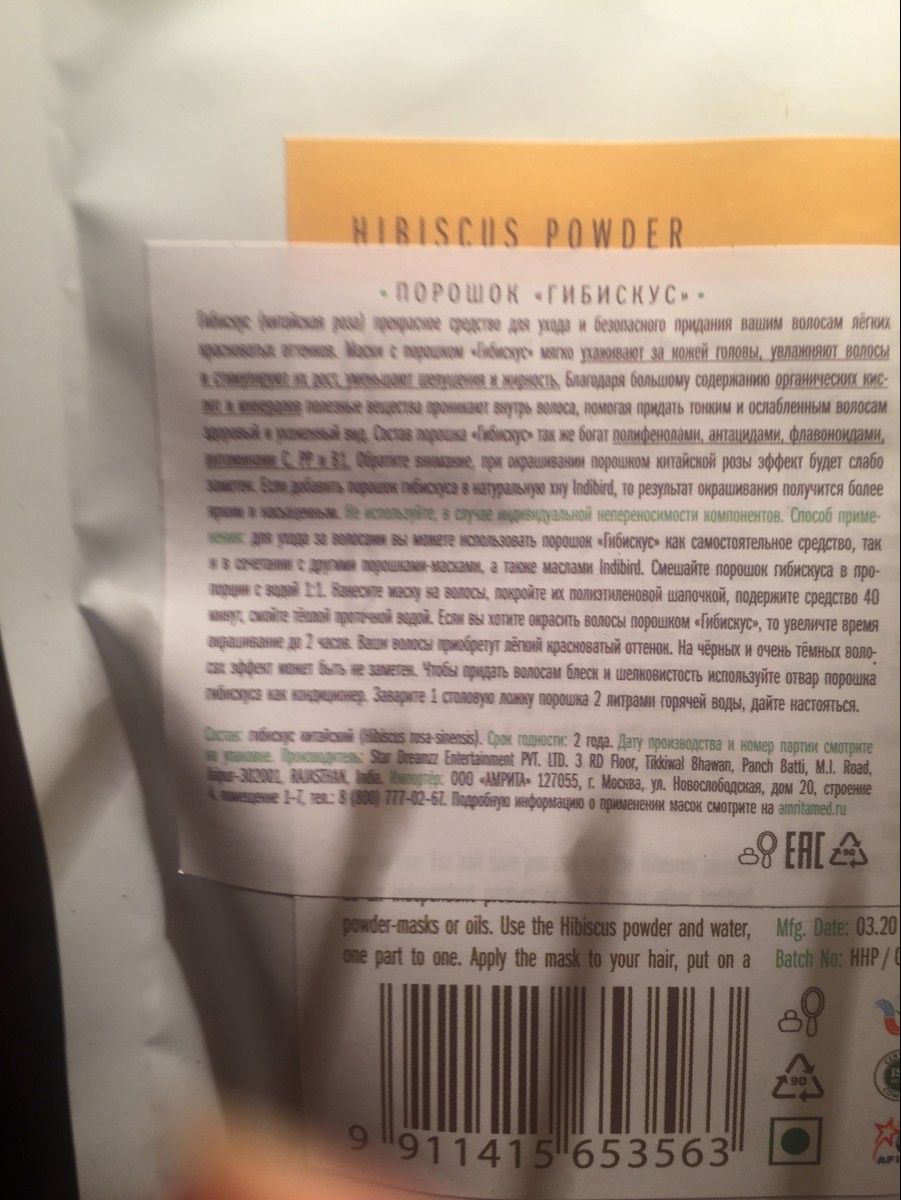 HIBISCUS POWDER
• ПОРОШОК «ГИБИСКУС» •
Гибискус (китайская роза) прекрасное средство для ухода и безопасного придания вашим волосам лёгких
красноватых оттенков. Маски с порошком «Гибискус» мягко ухаживают за кожей головы, увлажняют волосы
и стимулируют их рост, уменьшают шелушения и жирность. Благодаря большому содержанию органических кис-
лот и минералов полезные вещества проникают внутрь волоса, помогая придать тонким и ослабленным волосам
здоровый и ухоженный вид. Состав порошка «Гибискус» так же богат полифенолами, антацидами, флавоноидами,
витаминами С, РР и В1. Обратите внимание, при окрашивании порошком китайской розы эффект будет слабо
заметен. Если добавить порошок гибискуса в натуральную хну Indibird, то результат окрашивания получится более
ярким и насыщенным. Не используйте, в случае индивидуальной непереносимости компонентов. Способ приме-
нения: для ухода за волосами вы можете использовать порошок «Гибискус» как самостоятельное средство, так
и в сочетании с другими порошками-масками, а также маслами Indibird. Смешайте порошок гибискуса в про-
порции с водой 1:1. Нанесите маску на волосы, покройте их полиэтиленовой шапочкой, подержите средство 40
минут, смойте тёплой проточной водой. Если вы хотите окрасить волосы порошком «Гибискус», то увеличте время
окрашивание до 2 часов. Ваши волосы приобретут лёгкий красноватый оттенок. На чёрных и очень тёмных воло-
сах эффект может быть не заметен. Чтобы придать волосам блеск и шелковистость используйте отвар порошка
гибискуса как кондиционер. Заварите 1 столовую ложку порошка 2 литрами горячей воды, дайте настояться.
Состав: гибискус китайский (Hibiscus rosa-sinensis). Срок годности: 2 года. Дату производства и номер партии смотрите
на упаковке. Производитель: Star Dreamz Entertainment PVT. LTD. 3 RD Floor, Tikkiwal Bhawan, Panch Batti, M.I. Road,
Jaipur-302001, RAJASTHAN, India. Импортёр: ООО «АМРИТА» 127055, г. Москва, ул. Новослободская, дом 20, строение
4, помещение 1-7, тел.: 8 (800) 777-02-67. Подробную информацию о применении масок смотрите на amritamed.ru
EAC 90
powder-masks or oils. Use the Hibiscus powder and water,
one part to one. Apply the mask to your hair, put on a
Mfg. Date: 03.20
Batch No: HHP/
90
9 911415 653563